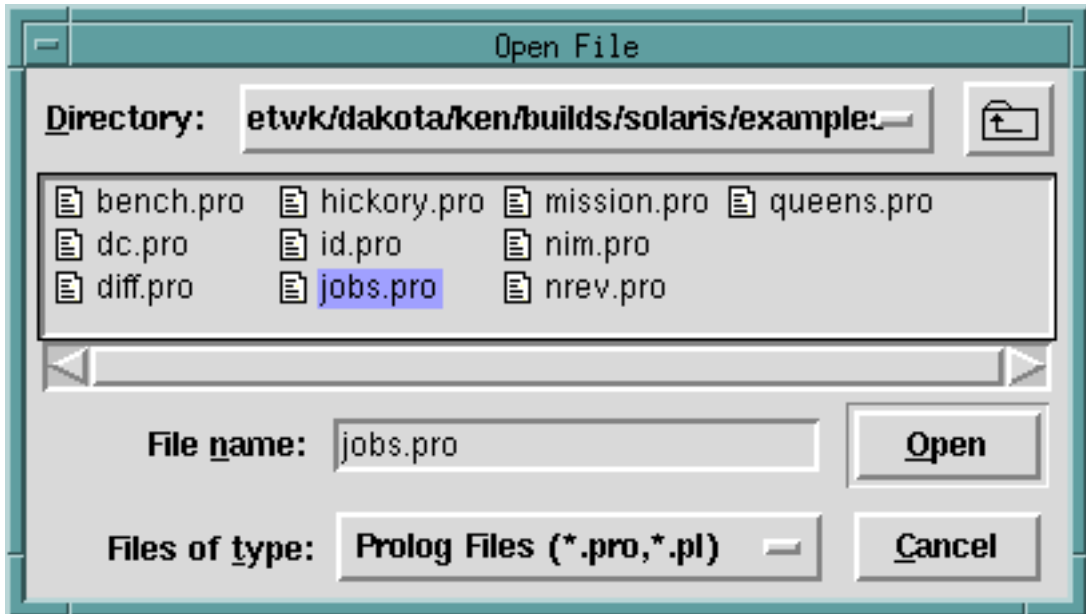 Open File
Directory: etwk/dakota/ken/builds/solaris/examples
bench.pro hickory.pro mission.pro queens.pro
dc.pro id.pro nim.pro
diff.pro jobs.pro nrev.pro
File name: jobs.pro Open
Files of type: Prolog Files (*.pro,*.pl) Cancel